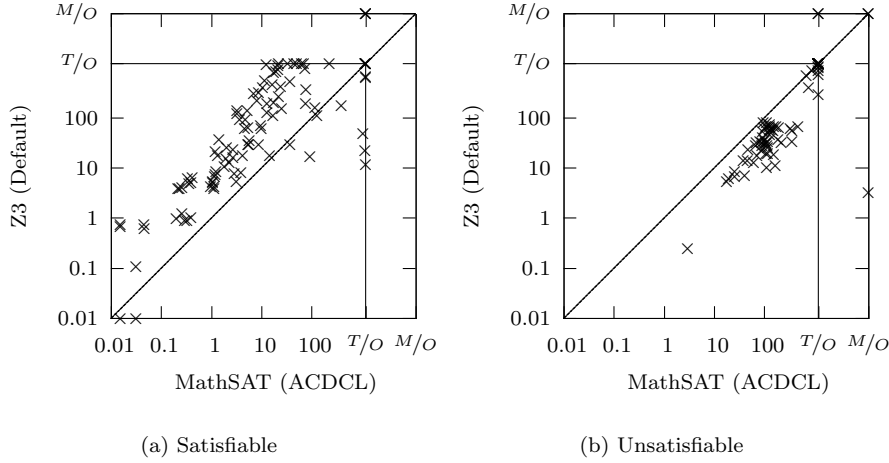 M/O
T/O
100
10
1
0.1
0.01
Z3 (Default)
0.01 0.1 1 10 100 T/O M/O
MathSAT (ACDCL)
(a) Satisfiable
M/O
T/O
100
10
1
0.1
0.01
Z3 (Default)
0.01 0.1 1 10 100 T/O M/O
MathSAT (ACDCL)
(b) Unsatisfiable